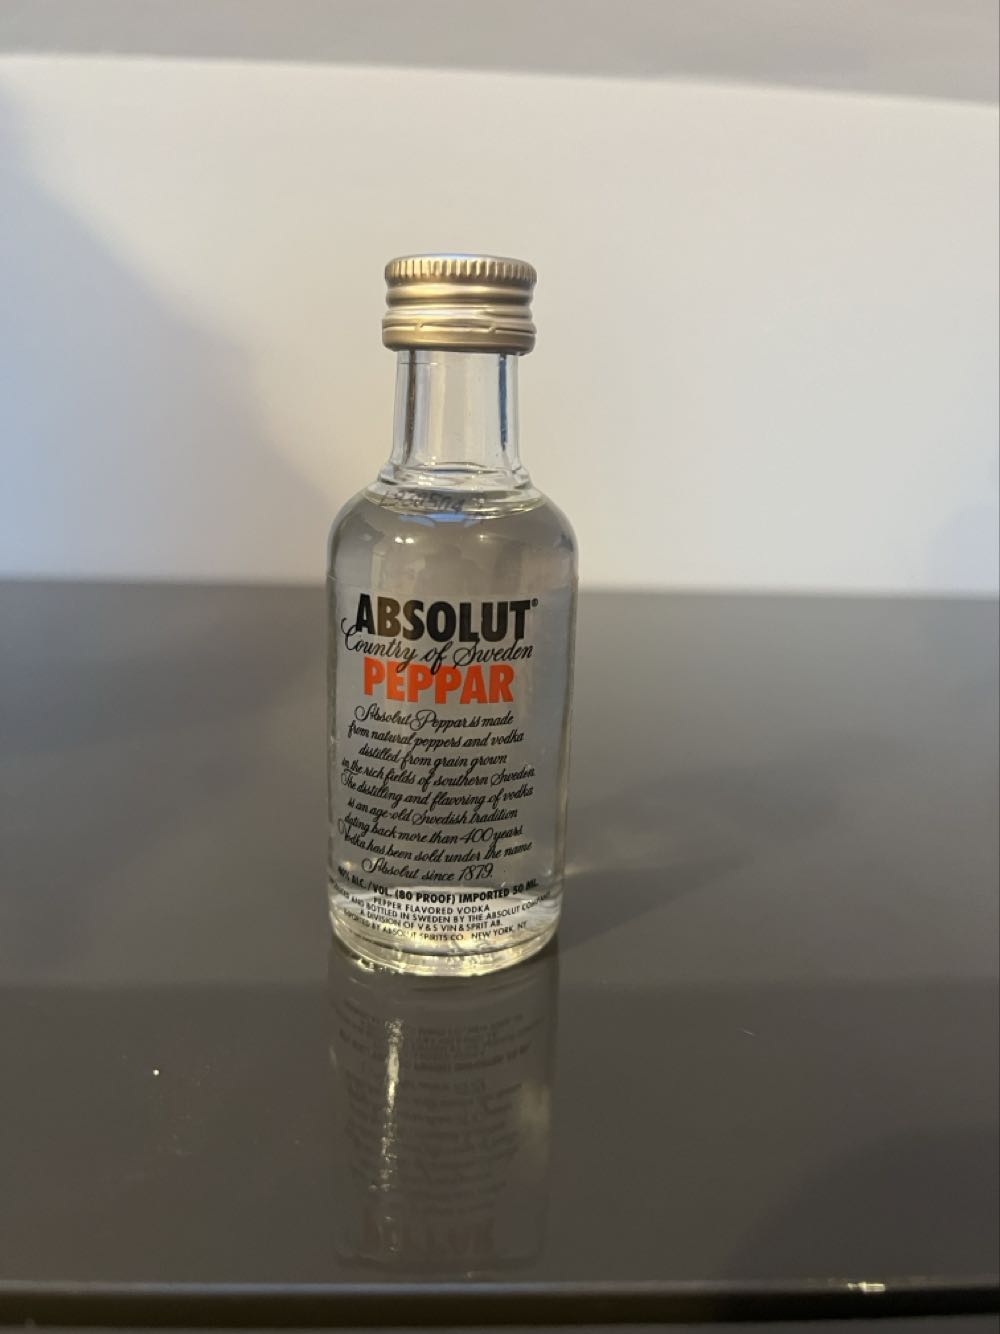 ABSOLUT®
Country of Sweden
PEPPAR
Absolut Peppar is made
from natural peppers and vodka
distilled from grain grown
in the rich fields of southern Sweden.
The distilling and flavoring of vodka
is an age-old Swedish tradition
dating back more than 400 years.
Vodka has been sold under the name
Absolut since 1879.
40% ALC./VOL. (80 PROOF) IMPORTED 50 ML.
PEPPER FLAVORED VODKA
AND BOTTLED IN SWEDEN BY THE ABSOLUT COMPANY
A DIVISION OF V&S VIN&SPRIT AB.
IMPORTED BY ABSOLUT SPIRITS CO. NEW YORK, NY